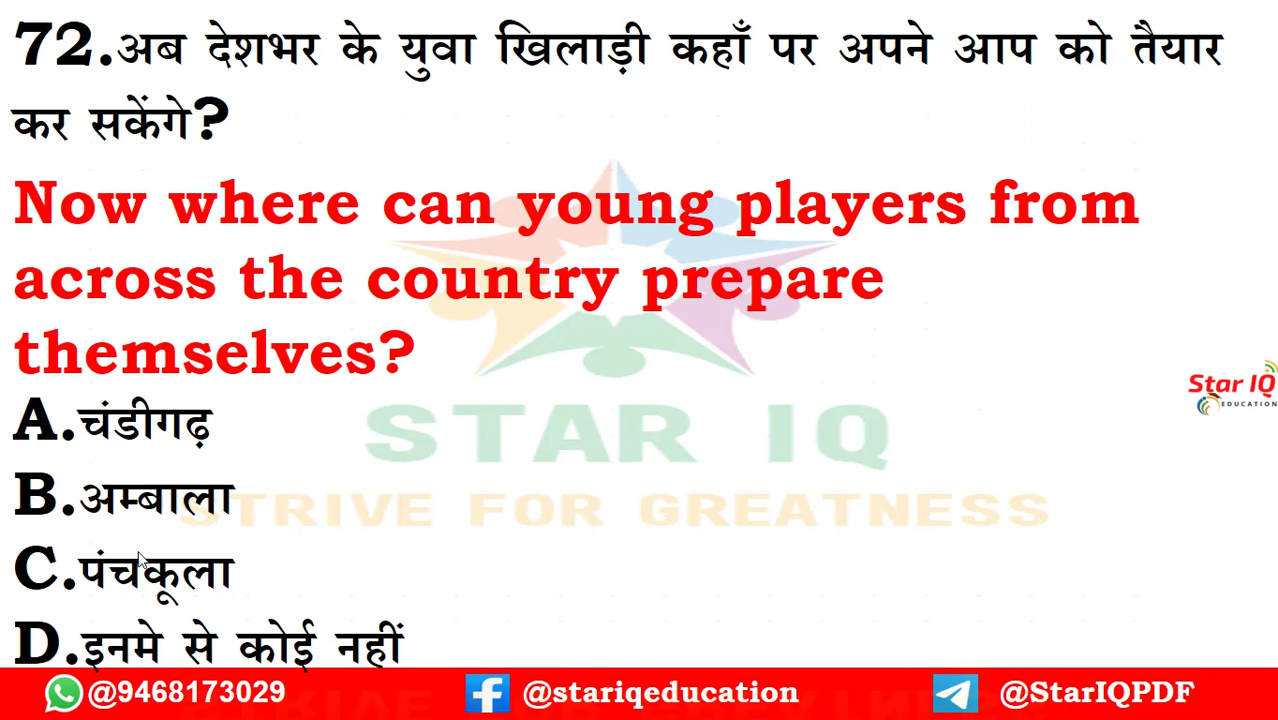 72.अब देशभर के युवा खिलाड़ी कहाँ पर अपने आप को तैयार
कर सकेंगे?
Now where can young players from
across the country prepare
themselves?
Star IQ
EDUCATION
A.चंडीगढ़
STAR IQ
B.अम्बाला
STRIVE FOR GREATNESS
C.पंचकूला
D.इनमे से कोई नहीं
@9468173029 @stariqeducation @StarIQPDF